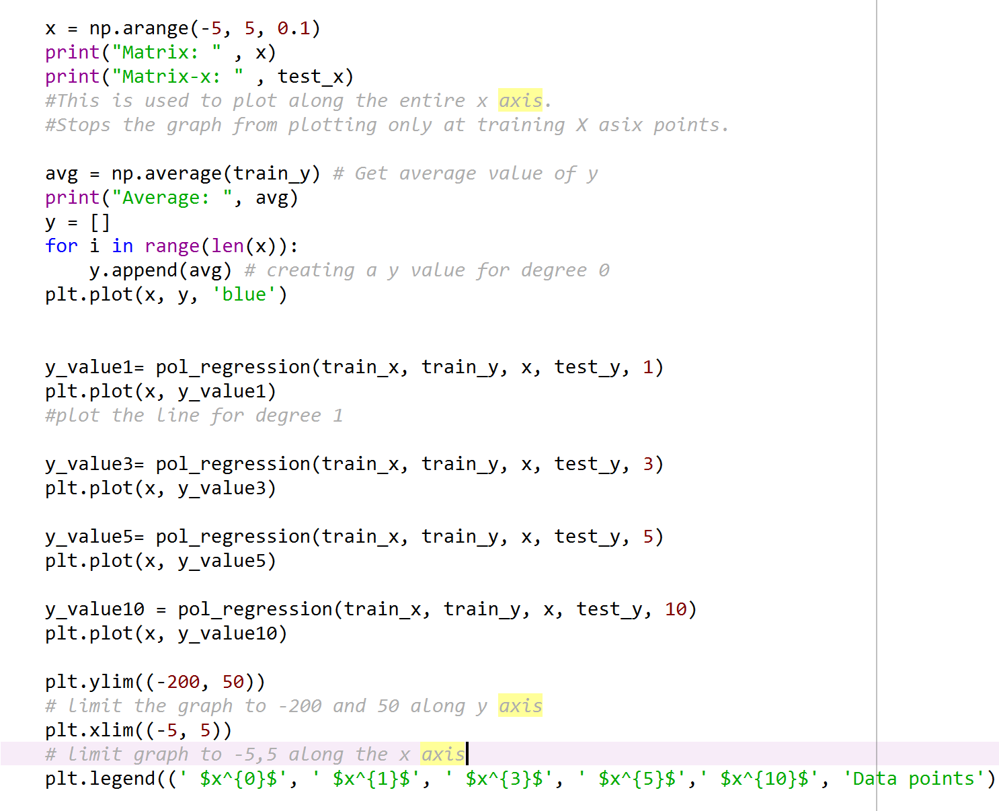 x = np.arange(-5, 5, 0.1)
print("Matrix: " , x)
print("Matrix-x: " , test_x)
#This is used to plot along the entire x axis.
#Stops the graph from plotting only at training X asix points.
avg = np.average(train_y) # Get average value of y
print("Average: ", avg)
y = []
for i in range(len(x)):
    y.append(avg) # creating a y value for degree 0
plt.plot(x, y, 'blue')
y_value1= pol_regression(train_x, train_y, x, test_y, 1)
plt.plot(x, y_value1)
#plot the line for degree 1
y_value3= pol_regression(train_x, train_y, x, test_y, 3)
plt.plot(x, y_value3)
y_value5= pol_regression(train_x, train_y, x, test_y, 5)
plt.plot(x, y_value5)
y_value10 = pol_regression(train_x, train_y, x, test_y, 10)
plt.plot(x, y_value10)
plt.ylim((-200, 50))
# limit the graph to -200 and 50 along y axis
plt.xlim((-5, 5))
# limit graph to -5,5 along the x axis
plt.legend((' $x^{0}$', ' $x^{1}$', ' $x^{3}$', ' $x^{5}$',' $x^{10}$', 'Data points')